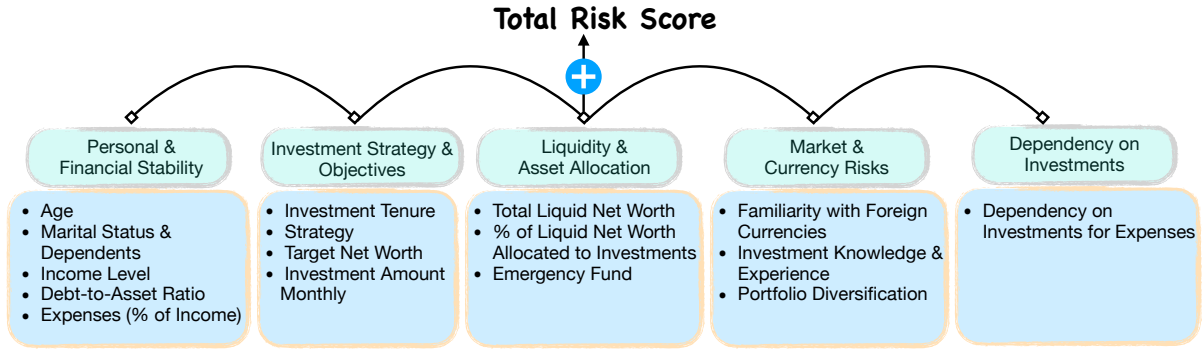 Total Risk Score
Personal &
Financial Stability
• Age
• Marital Status &
Dependents
• Income Level
• Debt-to-Asset Ratio
• Expenses (% of Income)
Investment Strategy &
Objectives
• Investment Tenure
• Strategy
• Target Net Worth
• Investment Amount
Monthly
Liquidity &
Asset Allocation
• Total Liquid Net Worth
• % of Liquid Net Worth
Allocated to Investments
• Emergency Fund
Market &
Currency Risks
• Familiarity with Foreign
Currencies
• Investment Knowledge &
Experience
• Portfolio Diversification
Dependency on
Investments
• Dependency on
Investments for Expenses